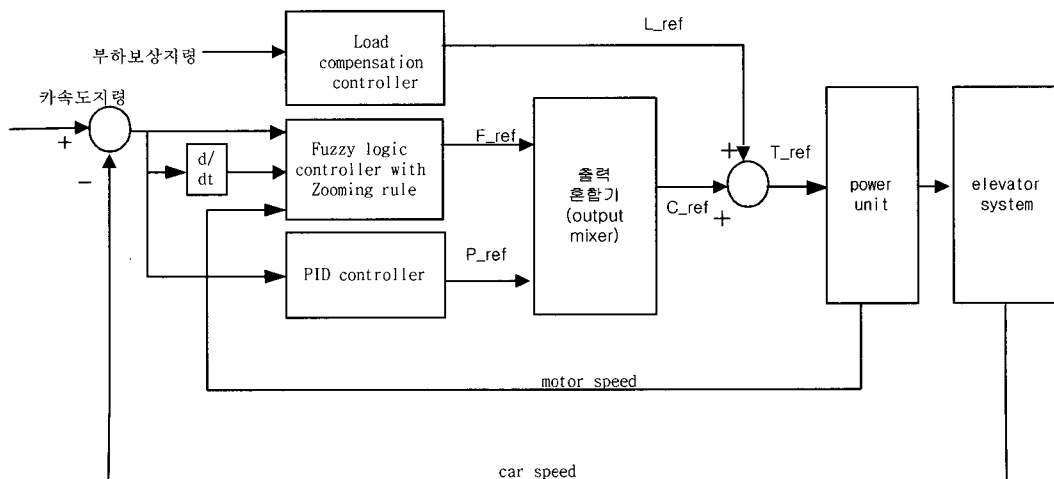 L_ref
부하보상지령
Load
compensation
controller
카속도지령
+
−
d/
dt
Fuzzy logic
controller with
Zooming rule
F_ref
PID controller
P_ref
출력
혼합기
(output
mixer)
C_ref
+
+
T_ref
power
unit
elevator
system
motor speed
car speed